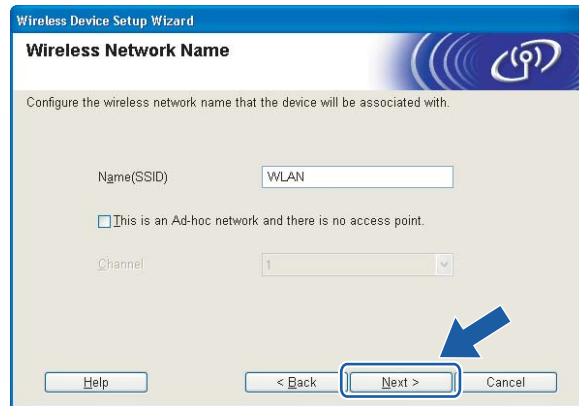 Wireless Device Setup Wizard
Wireless Network Name
Configure the wireless network name that the device will be associated with.
Name(SSID) WLAN
This is an Ad-hoc network and there is no access point.
Channel 1
Help < Back Next > Cancel